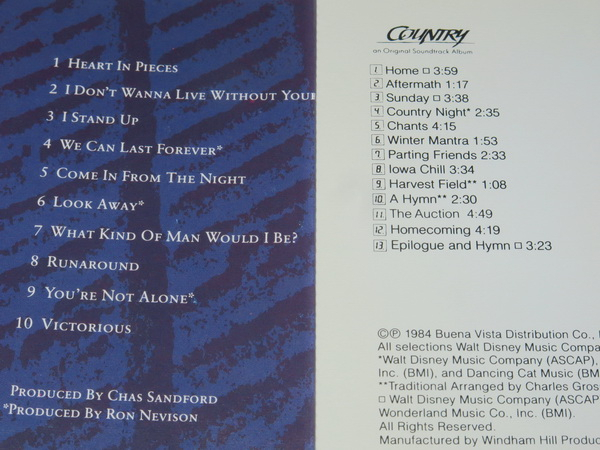 1 Heart In Pieces
2 I Don't Wanna Live Without Your
3 I Stand Up
4 We Can Last Forever*
5 Come In From The Night
6 Look Away*
7 What Kind Of Man Would I Be?
8 Runaround
9 You're Not Alone*
10 Victorious
Produced By Chas Sandford
*Produced By Ron Nevison
COUNTRY
an Original Soundtrack Album
1 Home □ 3:59
2 Aftermath 1:17
3 Sunday □ 3:38
4 Country Night* 2:35
5 Chants 4:15
6 Winter Mantra 1:53
7 Parting Friends 2:33
8 Iowa Chill 3:34
9 Harvest Field** 1:08
10 A Hymn** 2:30
11 The Auction 4:49
12 Homecoming 4:19
13 Epilogue and Hymn □ 3:23
©℗ 1984 Buena Vista Distribution Co.,
All selections Walt Disney Music Compa
*Walt Disney Music Company (ASCAP),
Inc. (BMI), and Dancing Cat Music (BM
**Traditional Arranged by Charles Gros
□ Walt Disney Music Company (ASCAP
Wonderland Music Co., Inc. (BMI).
All Rights Reserved.
Manufactured by Windham Hill Produc